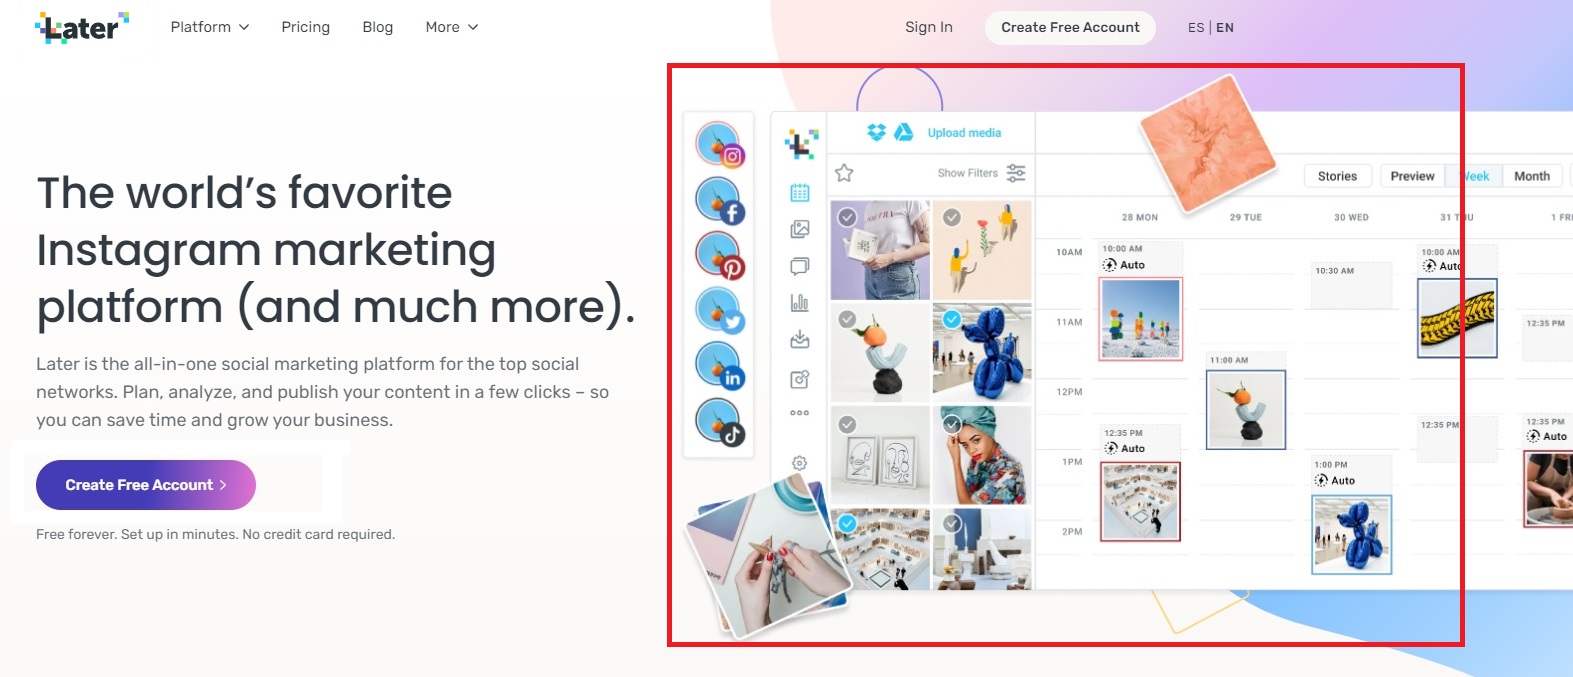 Later
Platform
Pricing
Blog
More
Sign In
Create Free Account
ES | EN
The world's favorite
Instagram marketing
platform (and much more).
Later is the all-in-one social marketing platform for the top social
networks. Plan, analyze, and publish your content in a few clicks – so
you can save time and grow your business.
Create Free Account
Free forever. Set up in minutes. No credit card required.
Upload media
Show Filters
Stories
Preview
Week
Month
28 MON
29 TUE
30 WED
31 THU
1 FRI
10AM
11AM
12PM
1PM
2PM
10:00 AM
Auto
12:35 PM
Auto
11:00 AM
10:30 AM
1:00 PM
Auto
10:00 AM
Auto
12:35 PM
12:35 PM
12:35 PM
Auto